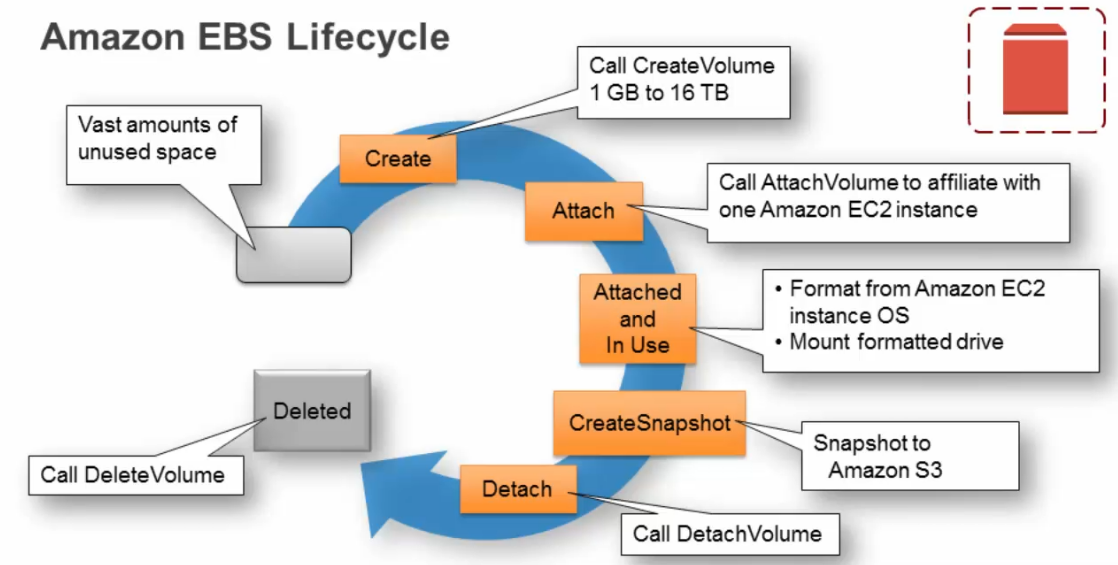 Amazon EBS Lifecycle
Call CreateVolume
1 GB to 16 TB
Vast amounts of
unused space
Create
Call AttachVolume to affiliate with
one Amazon EC2 instance
Attach
• Format from Amazon EC2
instance OS
• Mount formatted drive
Attached
and
In Use
CreateSnapshot
Snapshot to
Amazon S3
Deleted
Call DeleteVolume
Detach
Call DetachVolume